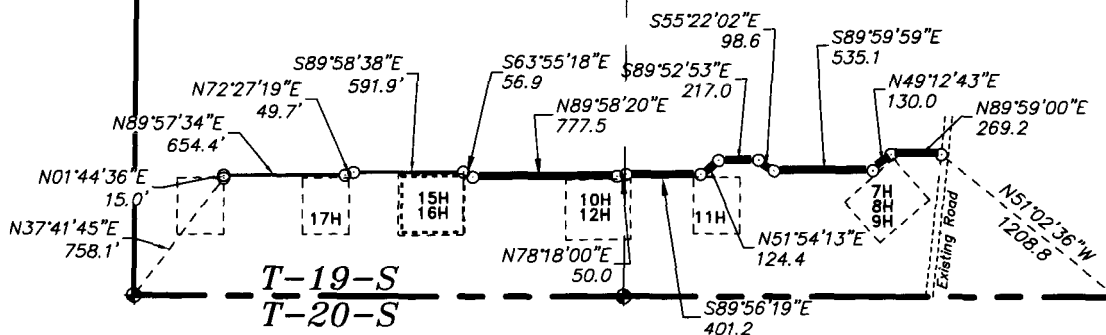 S55°22'02"E
98.6
S89°58'38"E
591.9'
S63°55'18"E
56.9
S89°52'53"E
217.0
S89°59'59"E
535.1
N72°27'19"E
49.7'
N89°58'20"E
777.5
N49°12'43"E
130.0
N89°59'00"E
269.2
N89°57'34"E
654.4'
N01°44'36"E
15.0'
N37°41'45"E
758.1'
17H
15H
16H
10H
12H
11H
7H
8H
9H
N51°02'36"W
1208.8
Existing Road
N51°54'13"E
124.4
N78°18'00"E
50.0
S89°56'19"E
401.2
T-19-S
T-20-S